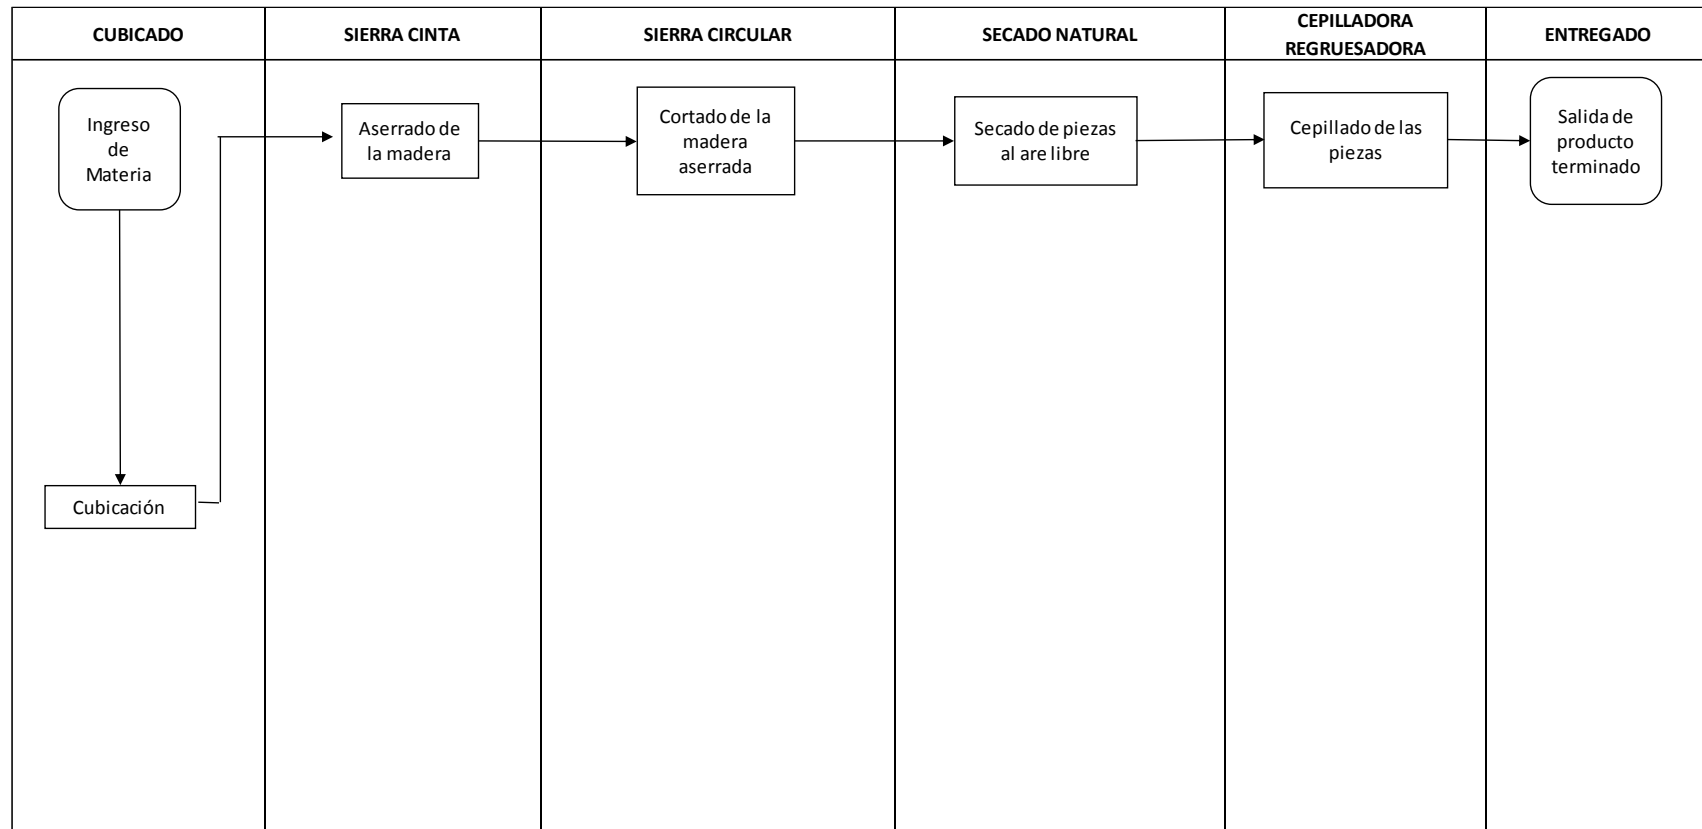 CUBICADO
SIERRA CINTA
SIERRA CIRCULAR
SECADO NATURAL
CEPILLADORA
REGRUESADORA
ENTREGADO
Ingreso
de
Materia
Aserrado de
la madera
Cortado de la
madera
aserrada
Secado de piezas
al are libre
Cepillado de las
piezas
Salida de
producto
terminado
Cubicación